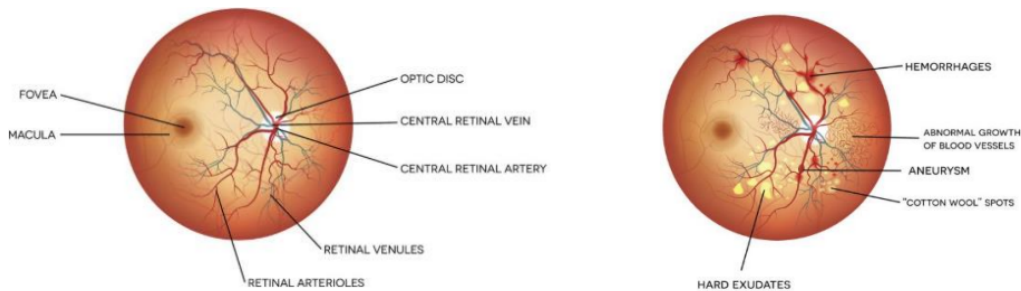 FOVEA
MACULA
OPTIC DISC
CENTRAL RETINAL VEIN
CENTRAL RETINAL ARTERY
RETINAL VENULES
RETINAL ARTERIOLES
HEMORRHAGES
ABNORMAL GROWTH
OF BLOOD VESSELS
ANEURYSM
"COTTON WOOL" SPOTS
HARD EXUDATES